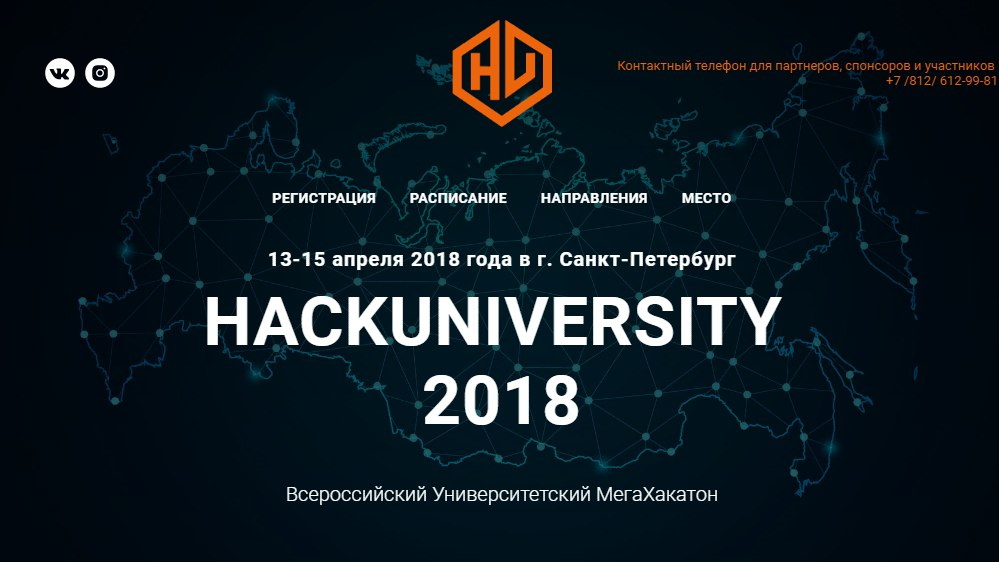 HU
Контактный телефон для партнеров, спонсоров и участников
+7 /812/ 612-99-81
РЕГИСТРАЦИЯ РАСПИСАНИЕ НАПРАВЛЕНИЯ МЕСТО
13-15 апреля 2018 года в г. Санкт-Петербург
HACKUNIVERSITY
2018
Всероссийский Университетский МегаХакатон